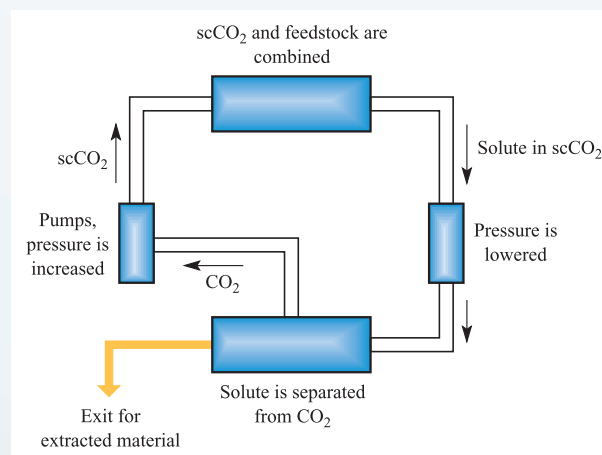 scCO₂ and feedstock are
combined
scCO₂
Solute in scCO₂
Pumps,
pressure is
increased
Pressure is
lowered
CO₂
Solute is separated
from CO₂
Exit for
extracted material